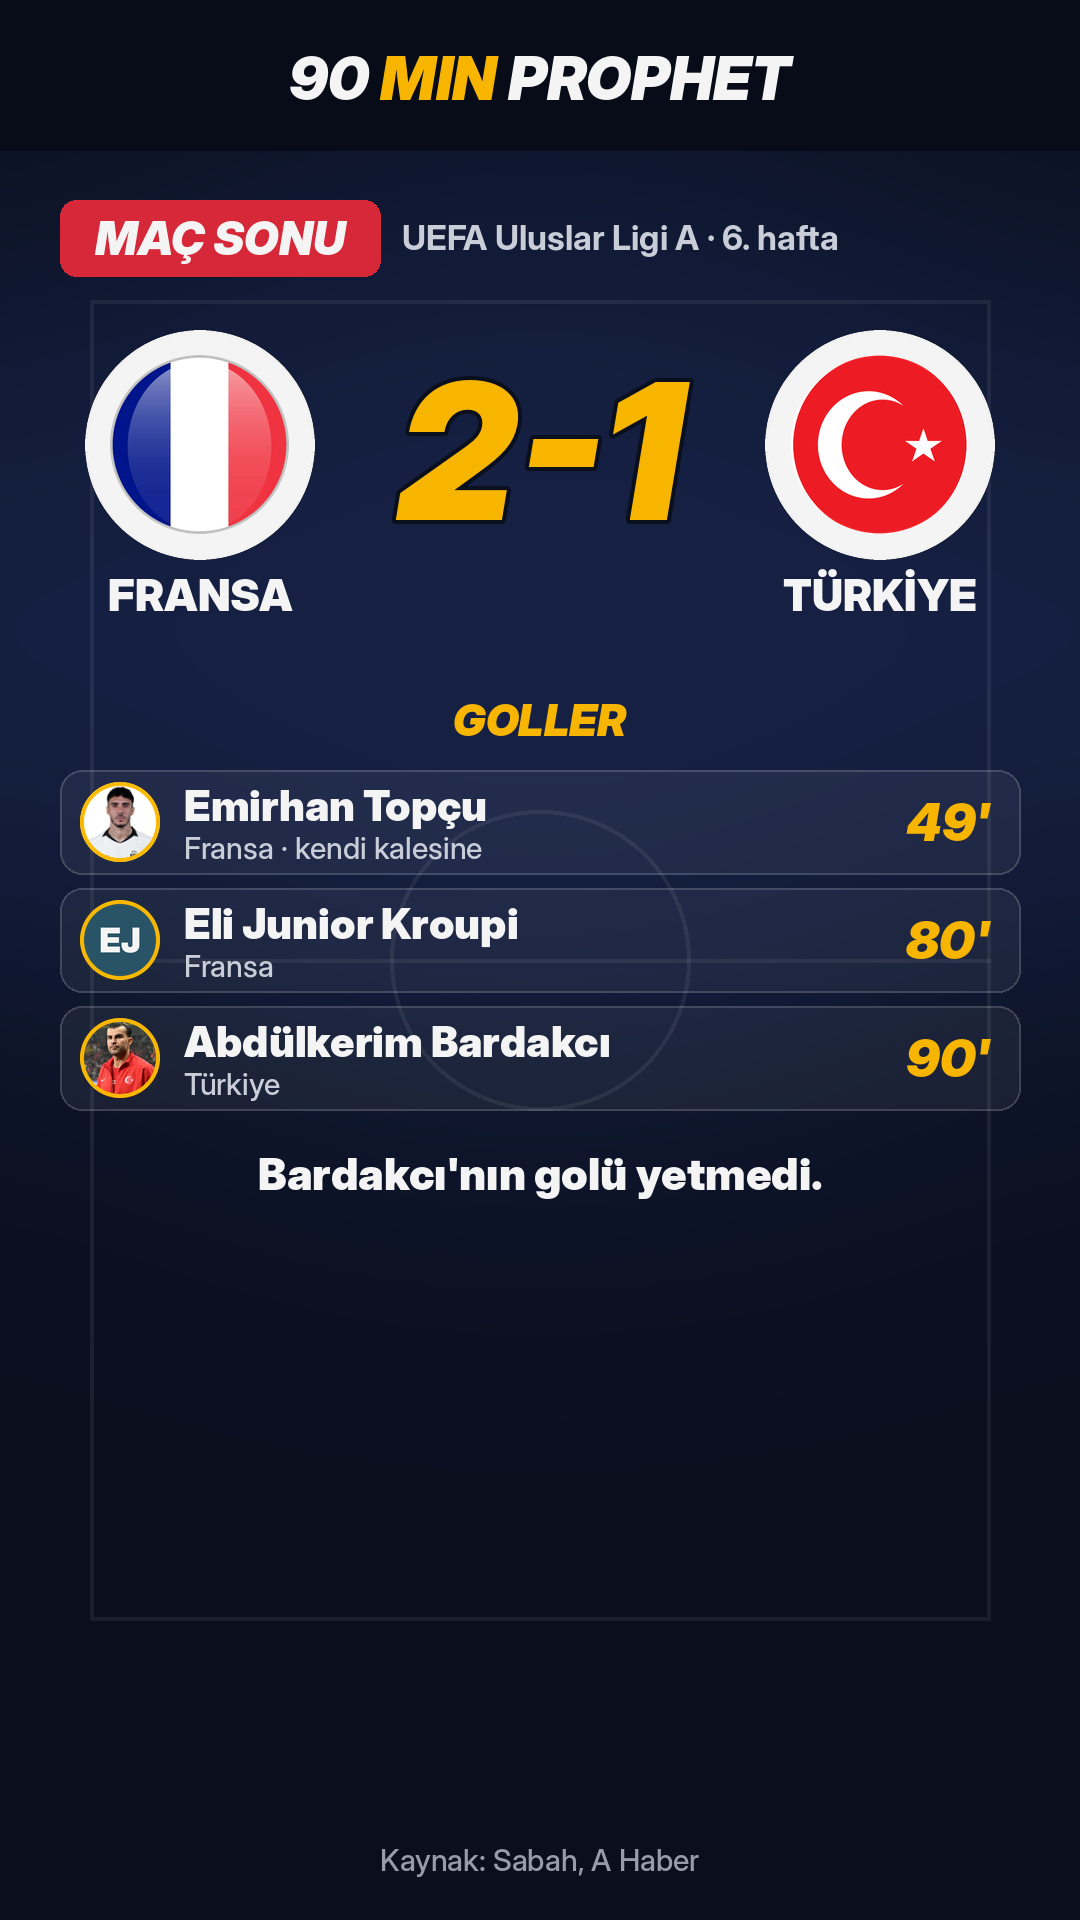 90 MIN PROPHET
MAÇ SONU
UEFA Uluslar Ligi A · 6. hafta
2-1
FRANSA
TÜRKİYE
GOLLER
Emirhan Topçu
Fransa · kendi kalesine
49'
EJ
Eli Junior Kroupi
Fransa
80'
Abdülkerim Bardakcı
Türkiye
90'
Bardakcı'nın golü yetmedi.
Kaynak: Sabah, A Haber